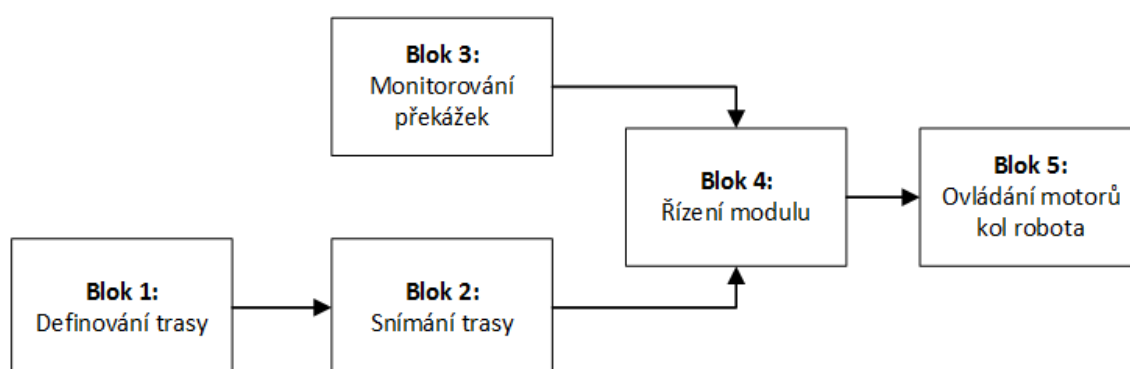 Blok 3:
Monitorování
překážek
Blok 4:
Řízení modulu
Blok 5:
Ovládání motorů
kol robota
Blok 1:
Definování trasy
Blok 2:
Snímání trasy